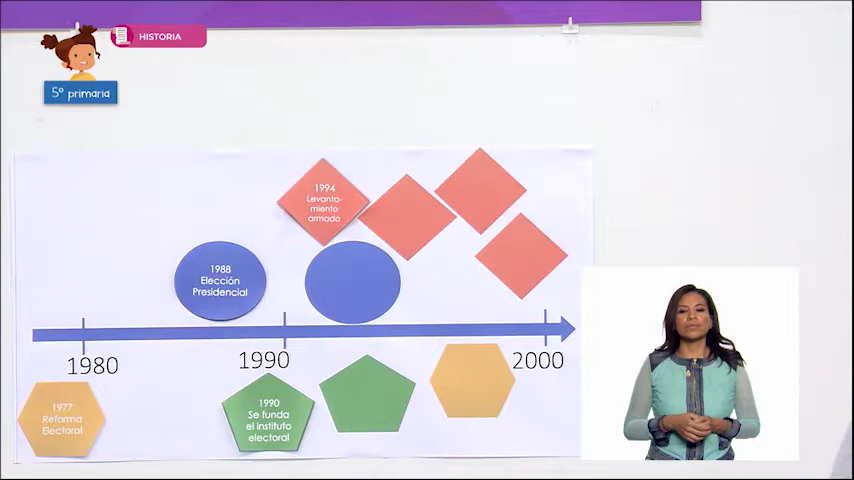 HISTORIA
5° primaria
1994
Levanta-
miento
armado
1988
Elección
Presidencial
1980
1990
2000
1977
Reforma
Electoral
1990
Se funda
el instituto
electoral